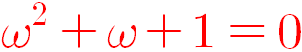 ω² + ω + 1 = 0